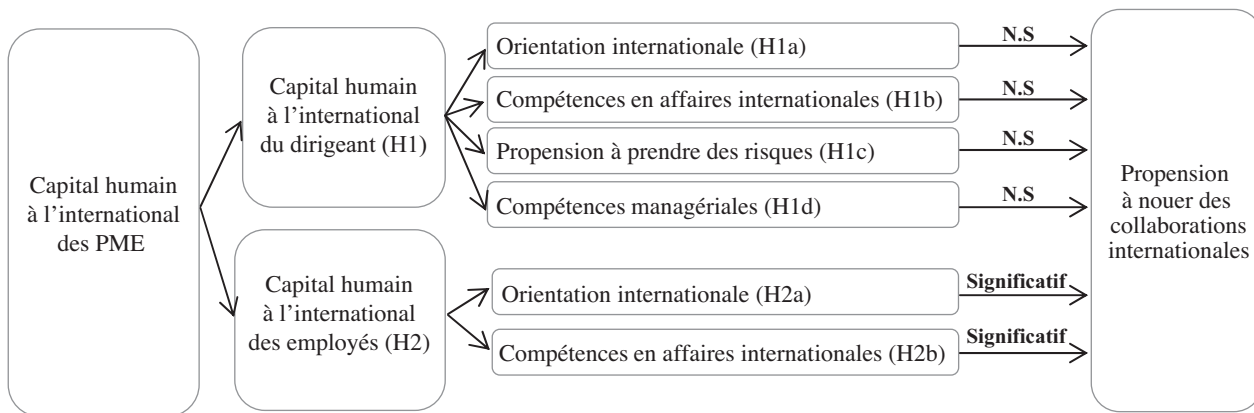 Capital humain
à l’international
des PME
Capital humain
à l’international
du dirigeant (H1)
Capital humain
à l’international
des employés (H2)
Orientation internationale (H1a)
Compétences en affaires internationales (H1b)
Propension à prendre des risques (H1c)
Compétences managériales (H1d)
Orientation internationale (H2a)
Compétences en affaires internationales (H2b)
N.S
N.S
N.S
N.S
Significatif
Significatif
Propension
à nouer des
collaborations
internationales